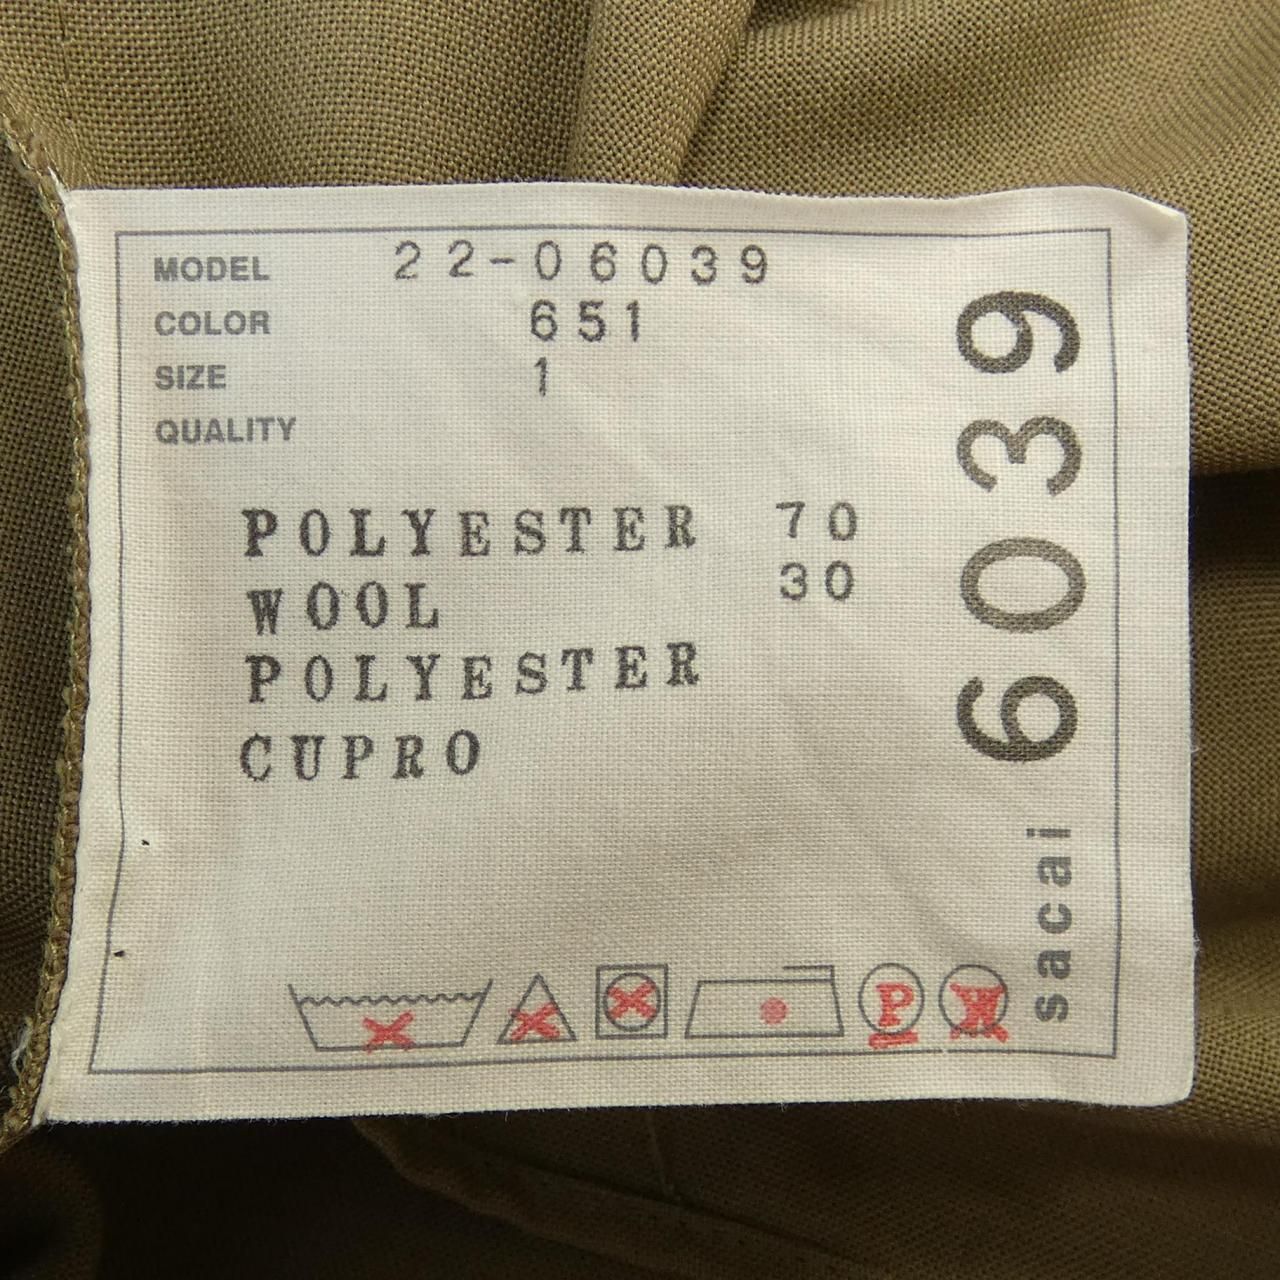 MODEL 22-06039
COLOR 651
SIZE 1
QUALITY
POLYESTER 70
WOOL 30
POLYESTER
CUPRO
sacai 6039
P W